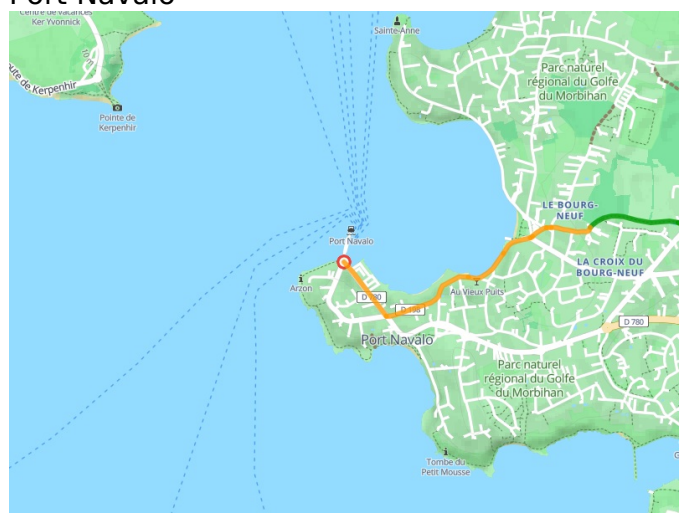 Port Navalo
Centre de vacances
Ker Yvonnick
10 m
oute de Kerpenhir
Pointe de
Kerpenhir
Sainte-Anne
Parc naturel
régional du Golfe
du Morbihan
LE BOURG-
NEUF
Port Navalo
LA CROIX DU
BOURG-NEUF
Arzon
Au Vieux Puits
D 780
D 198
D 780
Port Navalo
Parc naturel
régional du Golfe
du Morbihan
Tombe du
Petit Mousse
G